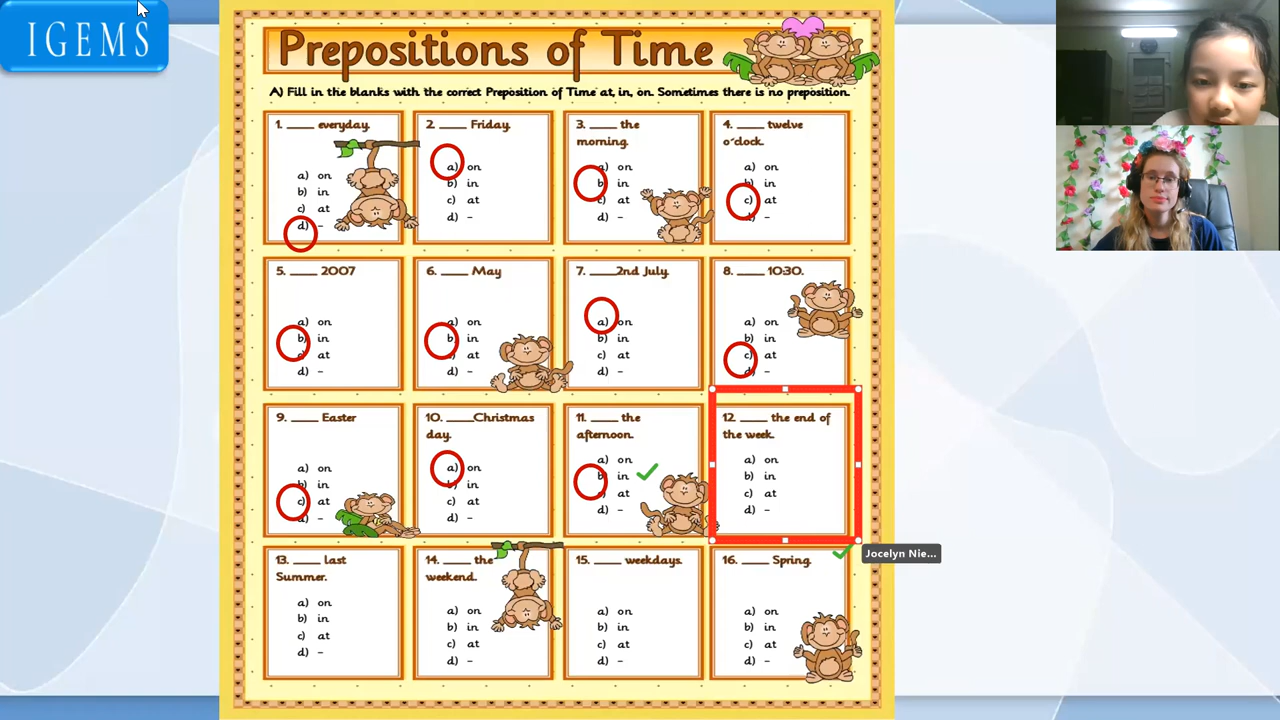 IGEMS
Prepositions of Time
A) Fill in the blanks with the correct Preposition of Time at, in, on. Sometimes there is no preposition.
1. ____ everyday.
a) on
b) in
c) at
d) -
2. ____ Friday.
a) on
b) in
c) at
d) -
3. ____ the
morning.
a) on
b) in
c) at
d) -
4. ____ twelve
o'clock.
a) on
b) in
c) at
d) -
5. ____ 2007
a) on
b) in
c) at
d) -
6. ____ May
a) on
b) in
c) at
d) -
7. ____2nd July.
a) on
b) in
c) at
d) -
8. ____ 10:30.
a) on
b) in
c) at
d) -
9. ____ Easter
a) on
b) in
c) at
d) -
10. ____Christmas
day.
a) on
b) in
c) at
d) -
11. ____ the
afternoon.
a) on
b) in
c) at
d) -
12. ____ the end of
the week.
a) on
b) in
c) at
d) -
Jocelyn Nie...
13. ____ last
Summer.
a) on
b) in
c) at
d) -
14. ____ the
weekend.
a) on
b) in
c) at
d) -
15. ____ weekdays.
a) on
b) in
c) at
d) -
16. ____ Spring.
a) on
b) in
c) at
d) -